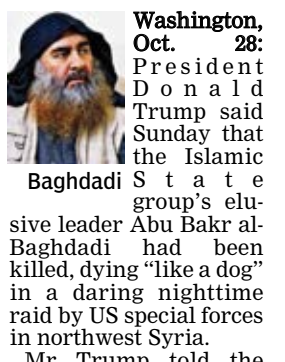 Washington,
Oct. 28:
President
Donald
Trump said
Sunday that
the Islamic
Baghdadi State
group's elu-
sive leader Abu Bakr al-
Baghdadi had been
killed, dying "like a dog"
in a daring nighttime
raid by US special forces
in northwest Syria.
Mr Trump told the